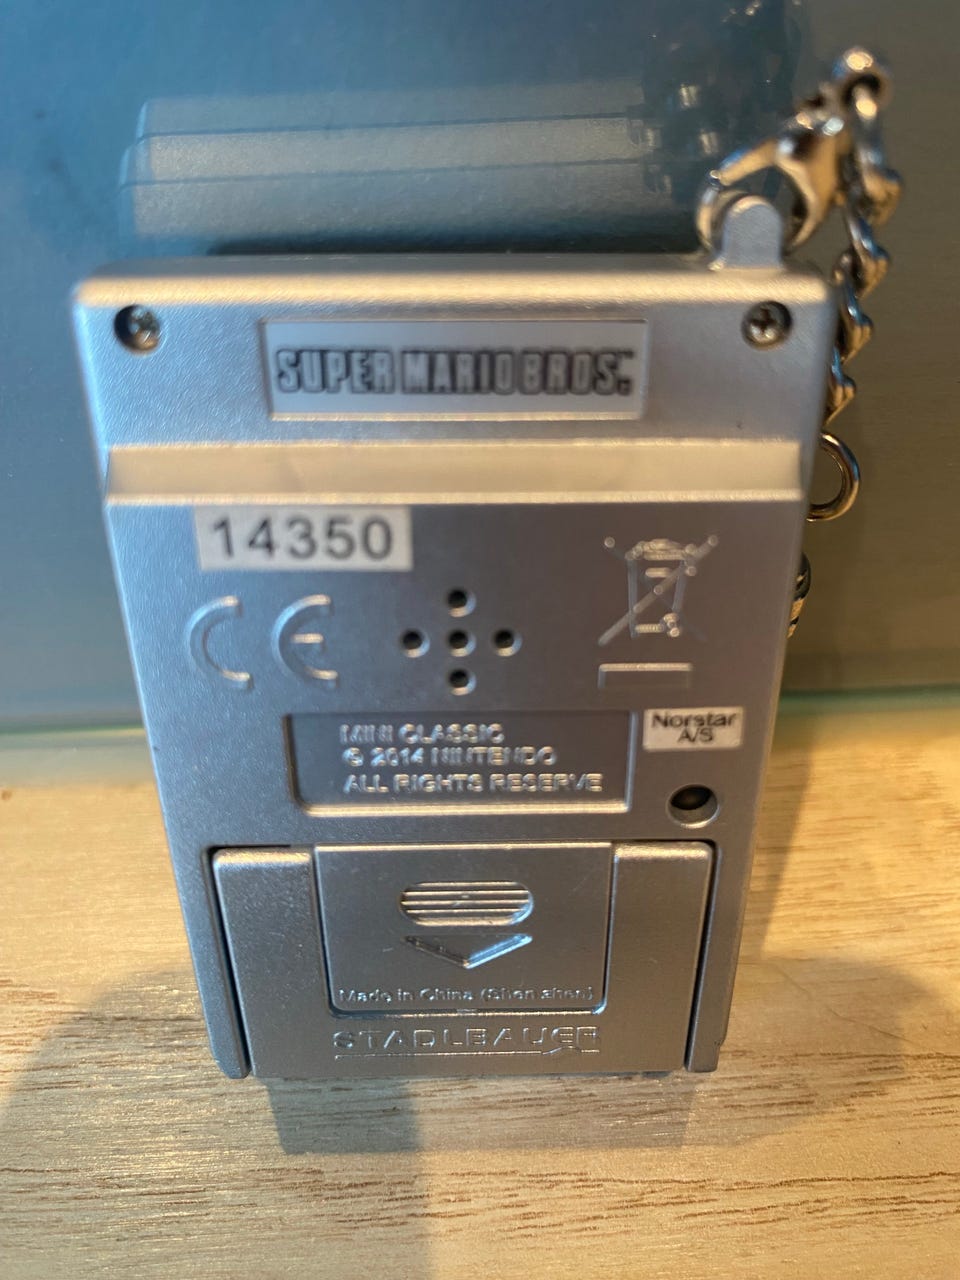 SUPER MARIO BROS.™
14350
CE
MINI CLASSIC
© 2014 NINTENDO
ALL RIGHTS RESERVE
Norstar
A/S
Made in China (Shen zhen)
STADLBAUER